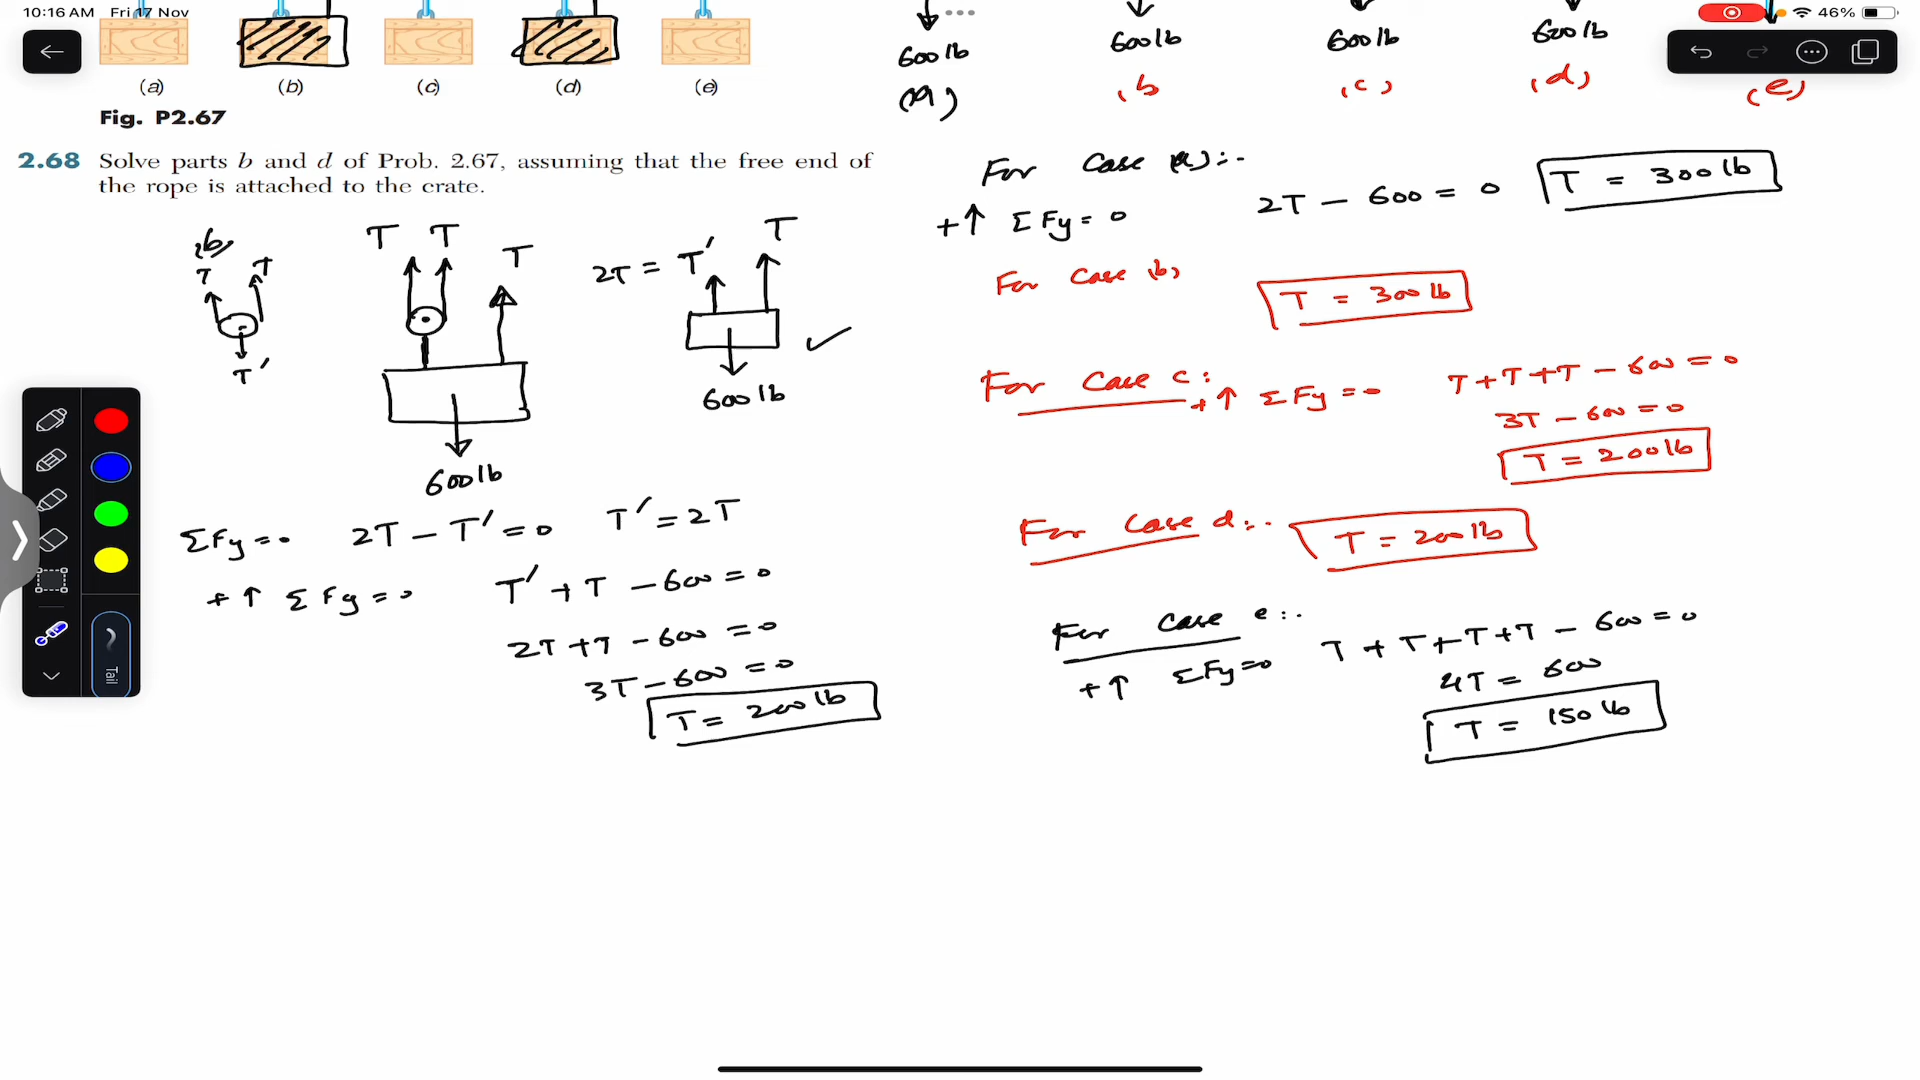 10:16 AM Fri 17 Nov
46%
(a) (b) (c) (d) (e)
Fig. P2.67
2.68 Solve parts b and d of Prob. 2.67, assuming that the free end of
the rope is attached to the crate.
(b)
T T
T'
T T T
600 lb
2T = T' T
600 lb
ΣFy = 0 2T - T' = 0 T' = 2T
+ ↑ ΣFy = 0 T' + T - 600 = 0
2T + T - 600 = 0
3T - 600 = 0
T = 200 lb
Tail
600 lb 600 lb 600 lb 600 lb
(a) (b (c) (d) (e)
For Case (a) :-
+↑ ΣFy = 0 2T - 600 = 0 T = 300 lb
For Case (b) T = 300 lb
For Case c :
+↑ ΣFy = 0 T + T + T - 600 = 0
3T - 600 = 0
T = 200 lb
For Case d :- T = 200 lb
For Case e :-
+↑ ΣFy = 0 T + T + T + T - 600 = 0
4T = 600
T = 150 lb